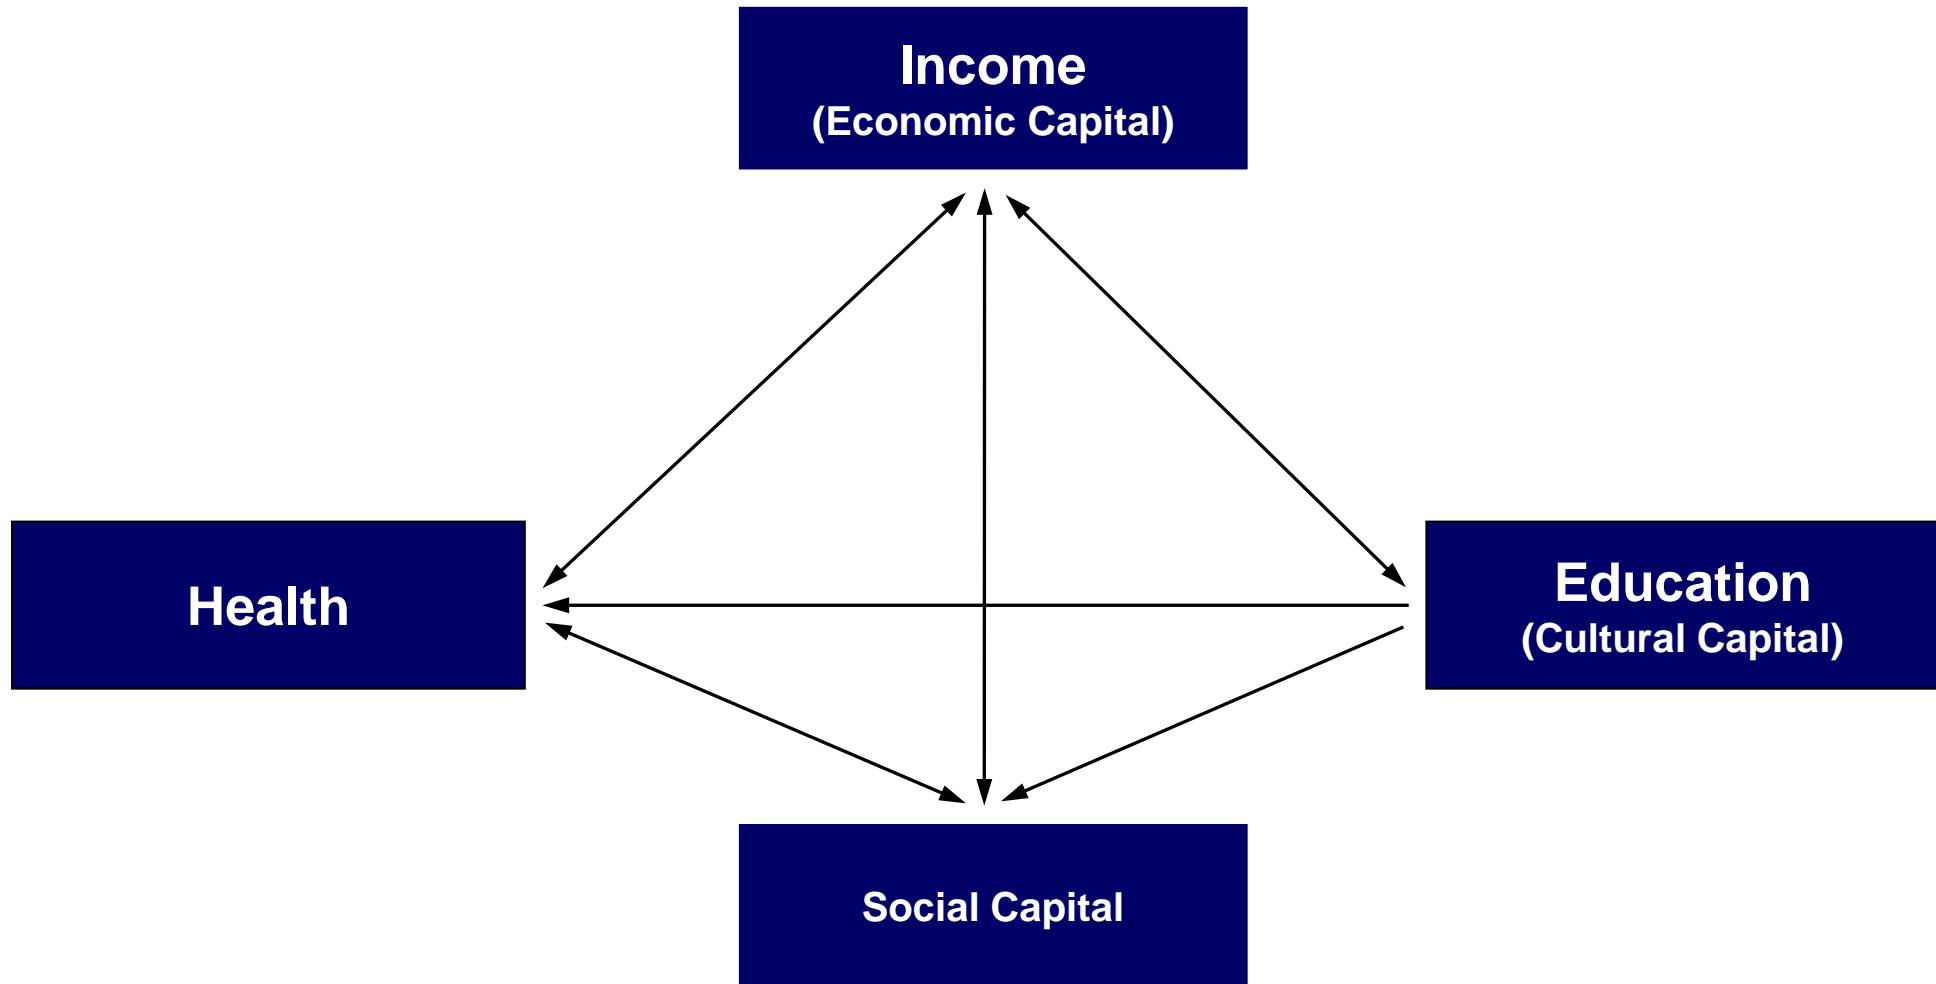 Income
(Economic Capital)
Health
Education
(Cultural Capital)
Social Capital